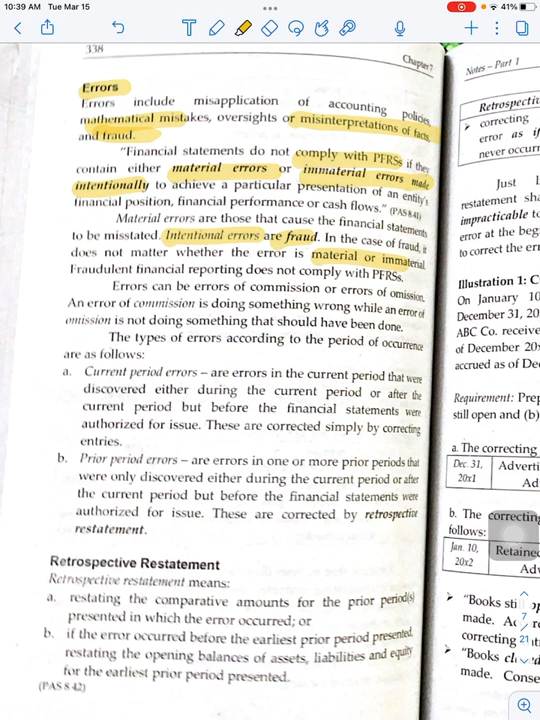 10:39 AM Tue Mar 15
41%
338
Chapter 7
Errors
Errors include misapplication of accounting policies,
mathematical mistakes, oversights or misinterpretations of facts,
and fraud.
"Financial statements do not comply with PFRSs if they
contain either material errors or immaterial errors made
intentionally to achieve a particular presentation of an entity's
financial position, financial performance or cash flows." (PAS 8.41)
Material errors are those that cause the financial statements
to be misstated. Intentional errors are fraud. In the case of fraud, it
does not matter whether the error is material or immaterial.
Fraudulent financial reporting does not comply with PFRSs.
Errors can be errors of commission or errors of omission.
An error of commission is doing something wrong while an error of
omission is not doing something that should have been done.
The types of errors according to the period of occurrence
are as follows:
a. Current period errors – are errors in the current period that were
discovered either during the current period or after the
current period but before the financial statements were
authorized for issue. These are corrected simply by correcting
entries.
b. Prior period errors – are errors in one or more prior periods that
were only discovered either during the current period or after
the current period but before the financial statements were
authorized for issue. These are corrected by retrospective
restatement.
Retrospective Restatement
Retrospective restatement means:
a. restating the comparative amounts for the prior period(s)
presented in which the error occurred; or
b. if the error occurred before the earliest prior period presented,
restating the opening balances of assets, liabilities and equity
for the earliest prior period presented.
(PAS 8.42)
Notes – Part 1
correcting
error as if
never occurr
Just
restatement sha
impracticable to
error at the beg
to correct the err
Illustration 1: C
On January 10
December 31, 20
ABC Co. receive
of December 20x
accrued as of De
Requirement: Prep
still open and (b)
a. The correcting
Dec. 31, Adverti
20x1 Ad
b. The correcting
follows:
Jan. 10, Retained
20x2 Adv
"Books sti
made.
correcting
"Books cl
made. Conse
7
21